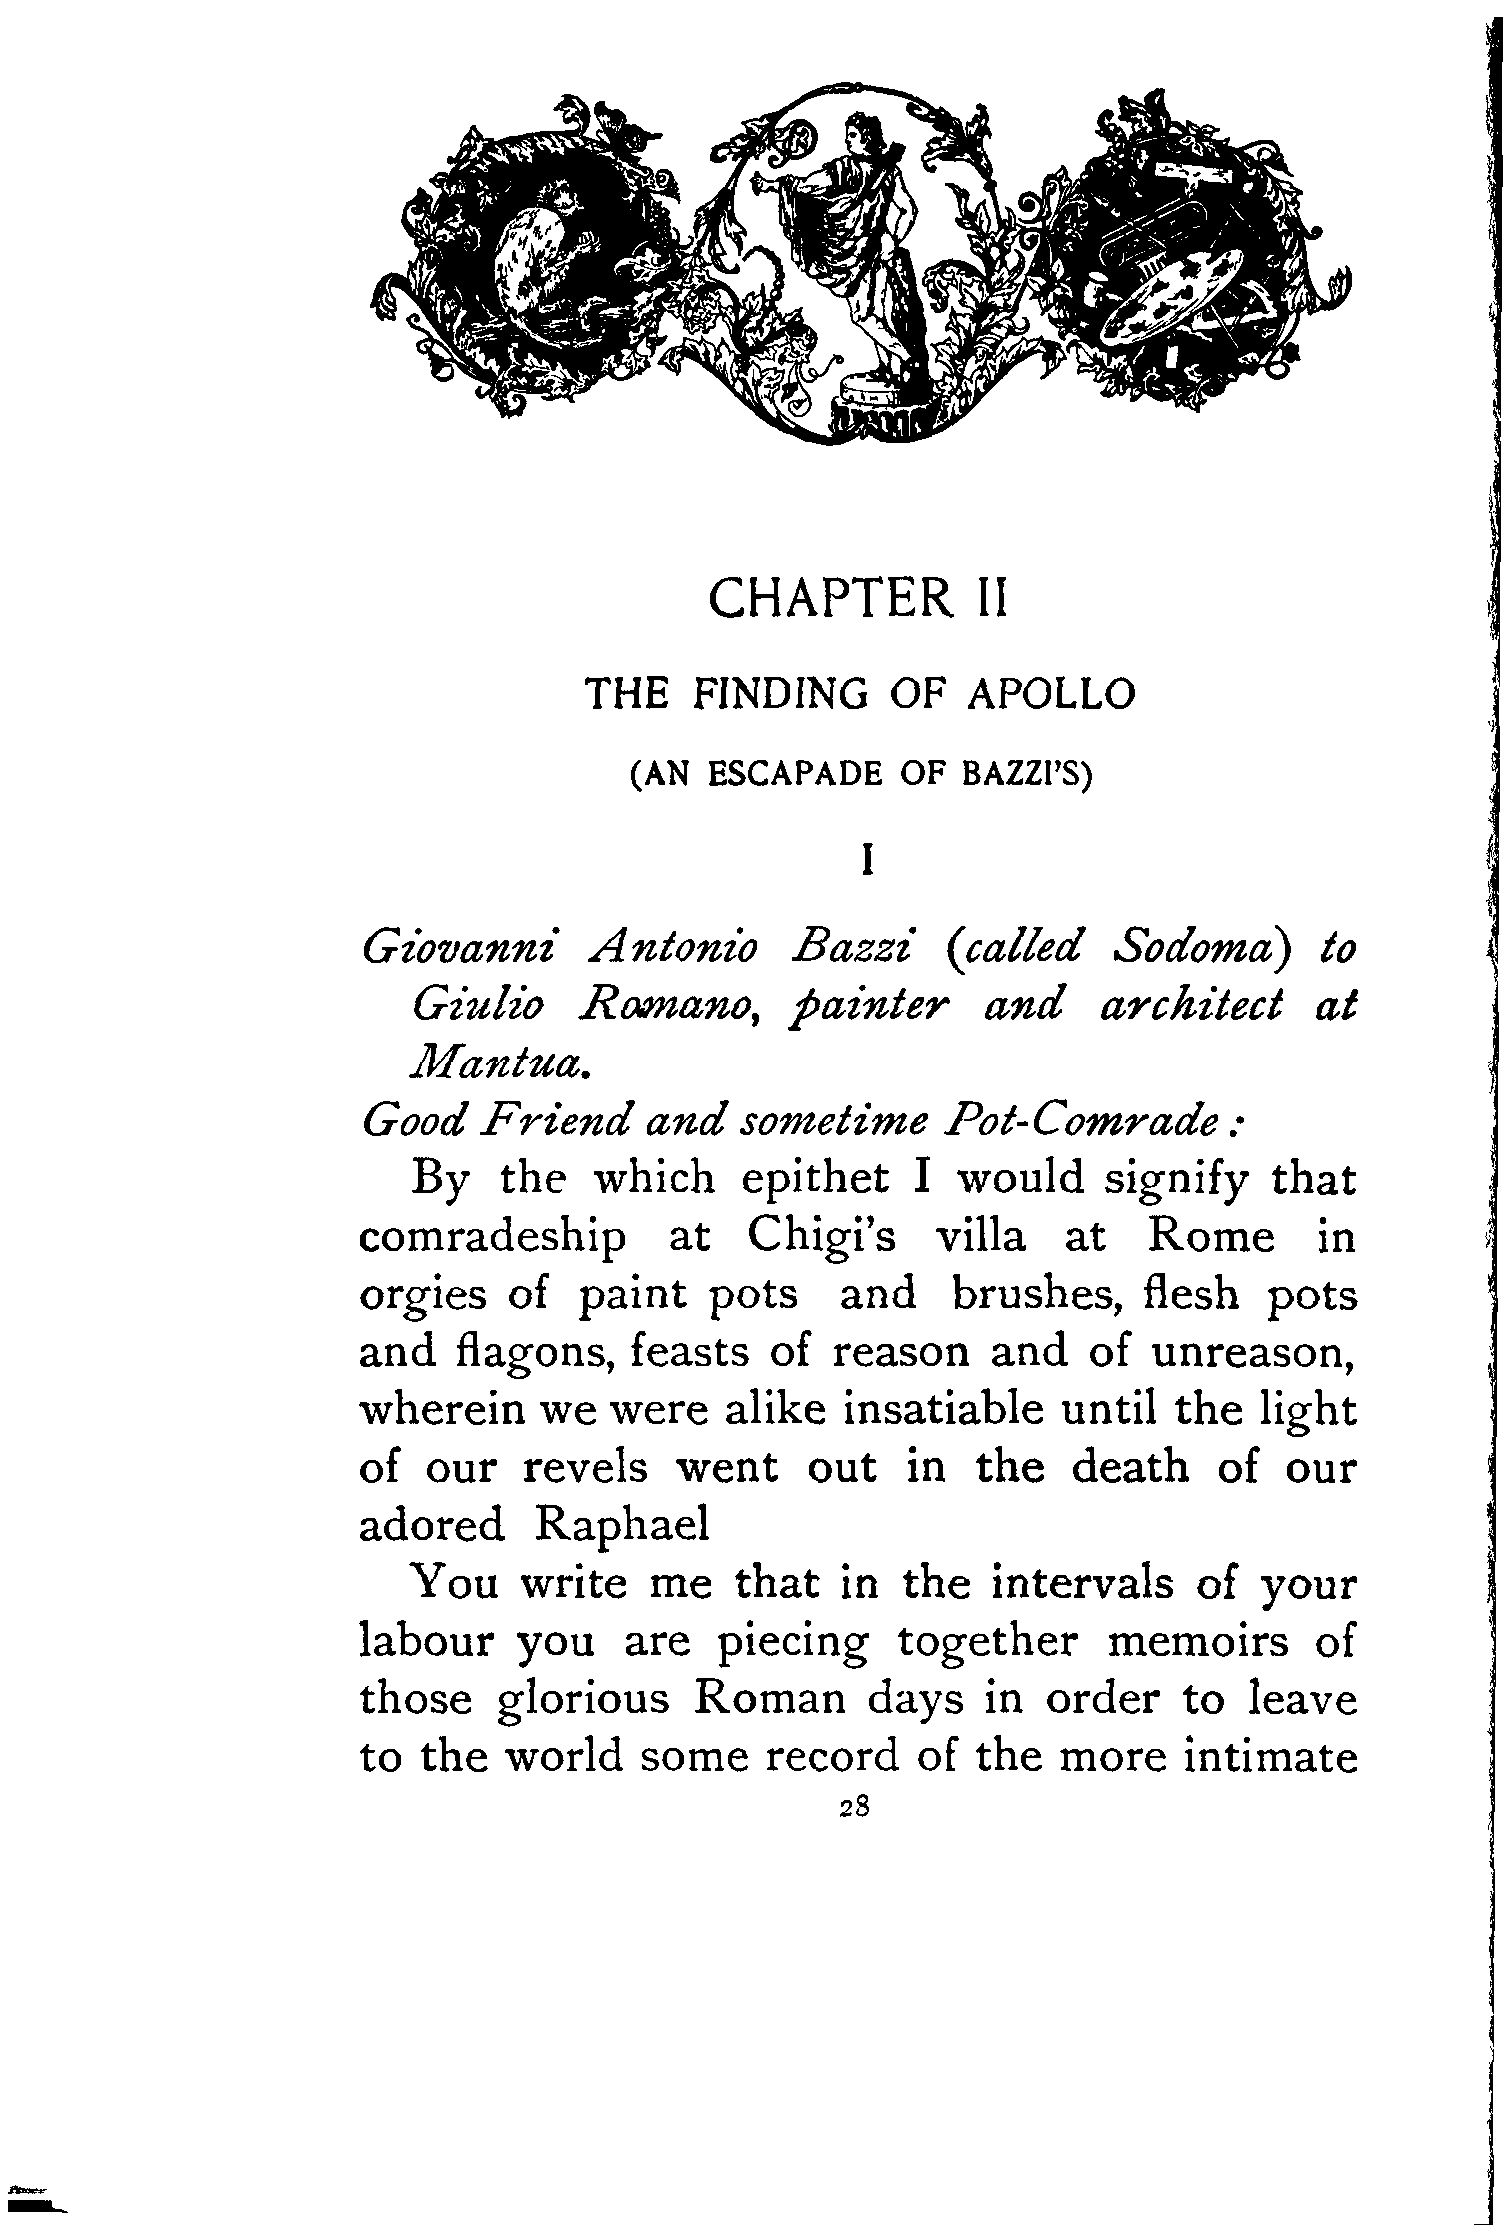 CHAPTER II
THE FINDING OF APOLLO
(AN ESCAPADE OF BAZZI'S)
I
Giovanni Antonio Bazzi (called Sodoma) to
Giulio Romano, painter and architect at
Mantua.
Good Friend and sometime Pot-Comrade :
By the which epithet I would signify that
comradeship at Chigi's villa at Rome in
orgies of paint pots and brushes, flesh pots
and flagons, feasts of reason and of unreason,
wherein we were alike insatiable until the light
of our revels went out in the death of our
adored Raphael
You write me that in the intervals of your
labour you are piecing together memoirs of
those glorious Roman days in order to leave
to the world some record of the more intimate
28